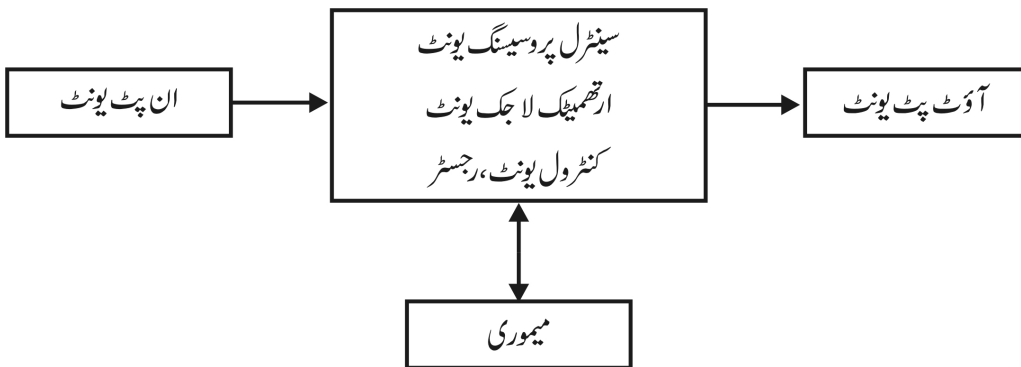 سینٹرل پروسیسنگ یونٹ
ارتھمیٹک لاجک یونٹ
کنٹرول یونٹ، رجسٹر
ان پٹ یونٹ
آؤٹ پٹ یونٹ
میموری